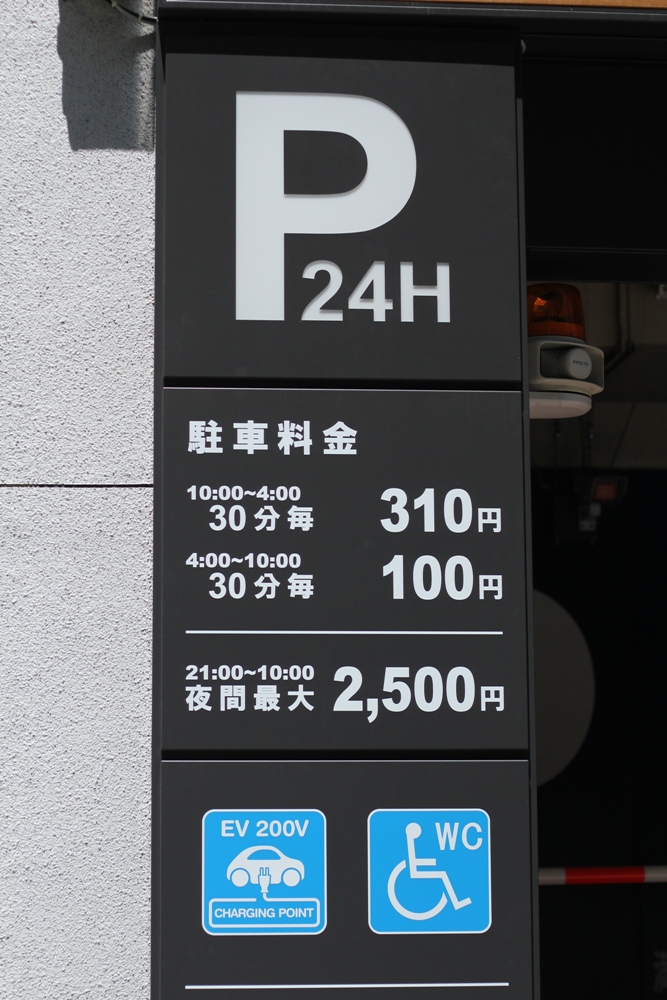 P
24H
駐車料金
10:00~4:00
30分毎 310円
4:00~10:00
30分毎 100円
21:00~10:00
夜間最大 2,500円
EV 200V
CHARGING POINT
WC